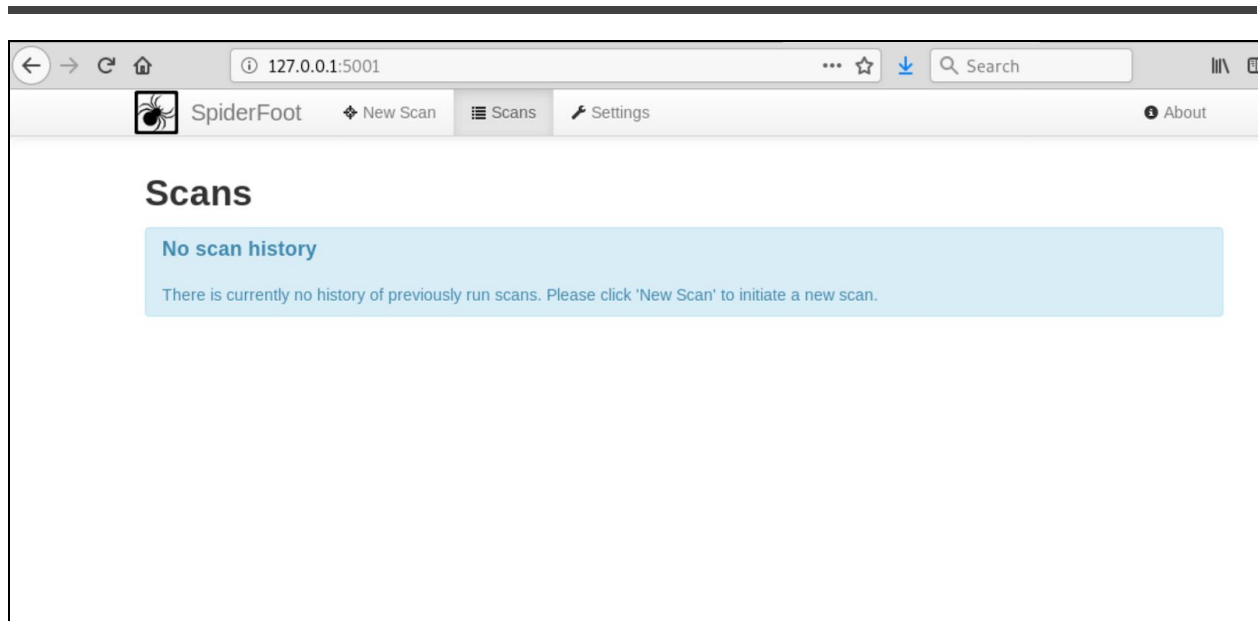 127.0.0.1:5001
Search
SpiderFoot New Scan Scans Settings About
Scans
No scan history
There is currently no history of previously run scans. Please click 'New Scan' to initiate a new scan.